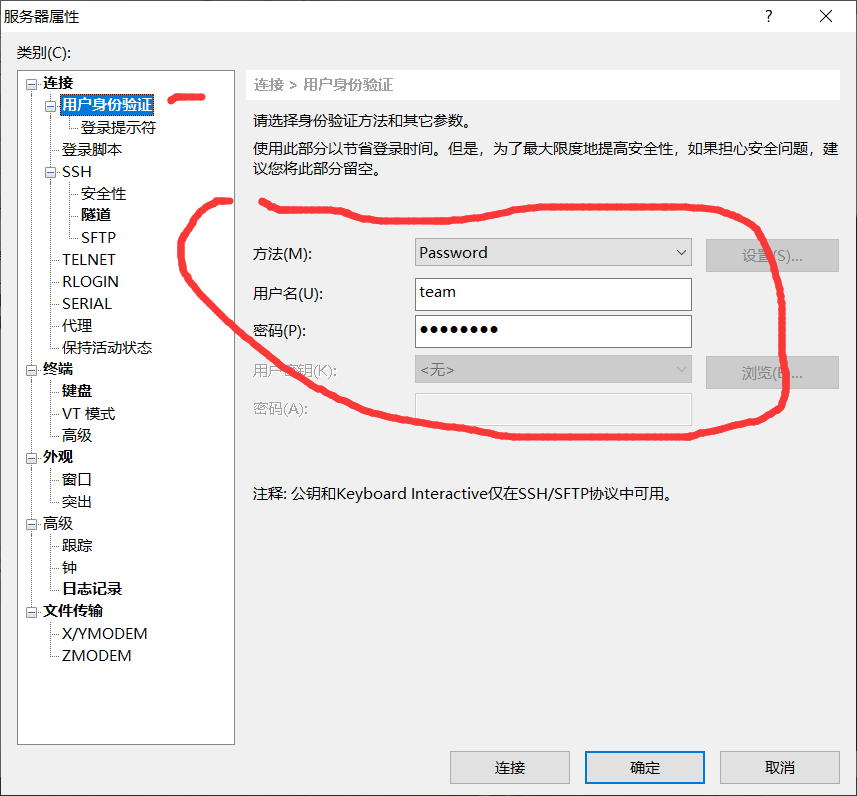 服务器属性
类别(C):
连接
用户身份验证
登录提示符
登录脚本
SSH
安全性
隧道
SFTP
TELNET
RLOGIN
SERIAL
代理
保持活动状态
终端
键盘
VT 模式
高级
外观
窗口
突出
高级
跟踪
钟
日志记录
文件传输
X/YMODEM
ZMODEM
连接 > 用户身份验证
请选择身份验证方法和其它参数。
使用此部分以节省登录时间。但是，为了最大限度地提高安全性，如果担心安全问题，建
议您将此部分留空。
方法(M):
Password
设置(S)...
用户名(U):
team
密码(P):
●●●●●●●●
用户密钥(K):
<无>
浏览(B)...
密码(A):
注释: 公钥和Keyboard Interactive仅在SSH/SFTP协议中可用。
连接
确定
取消